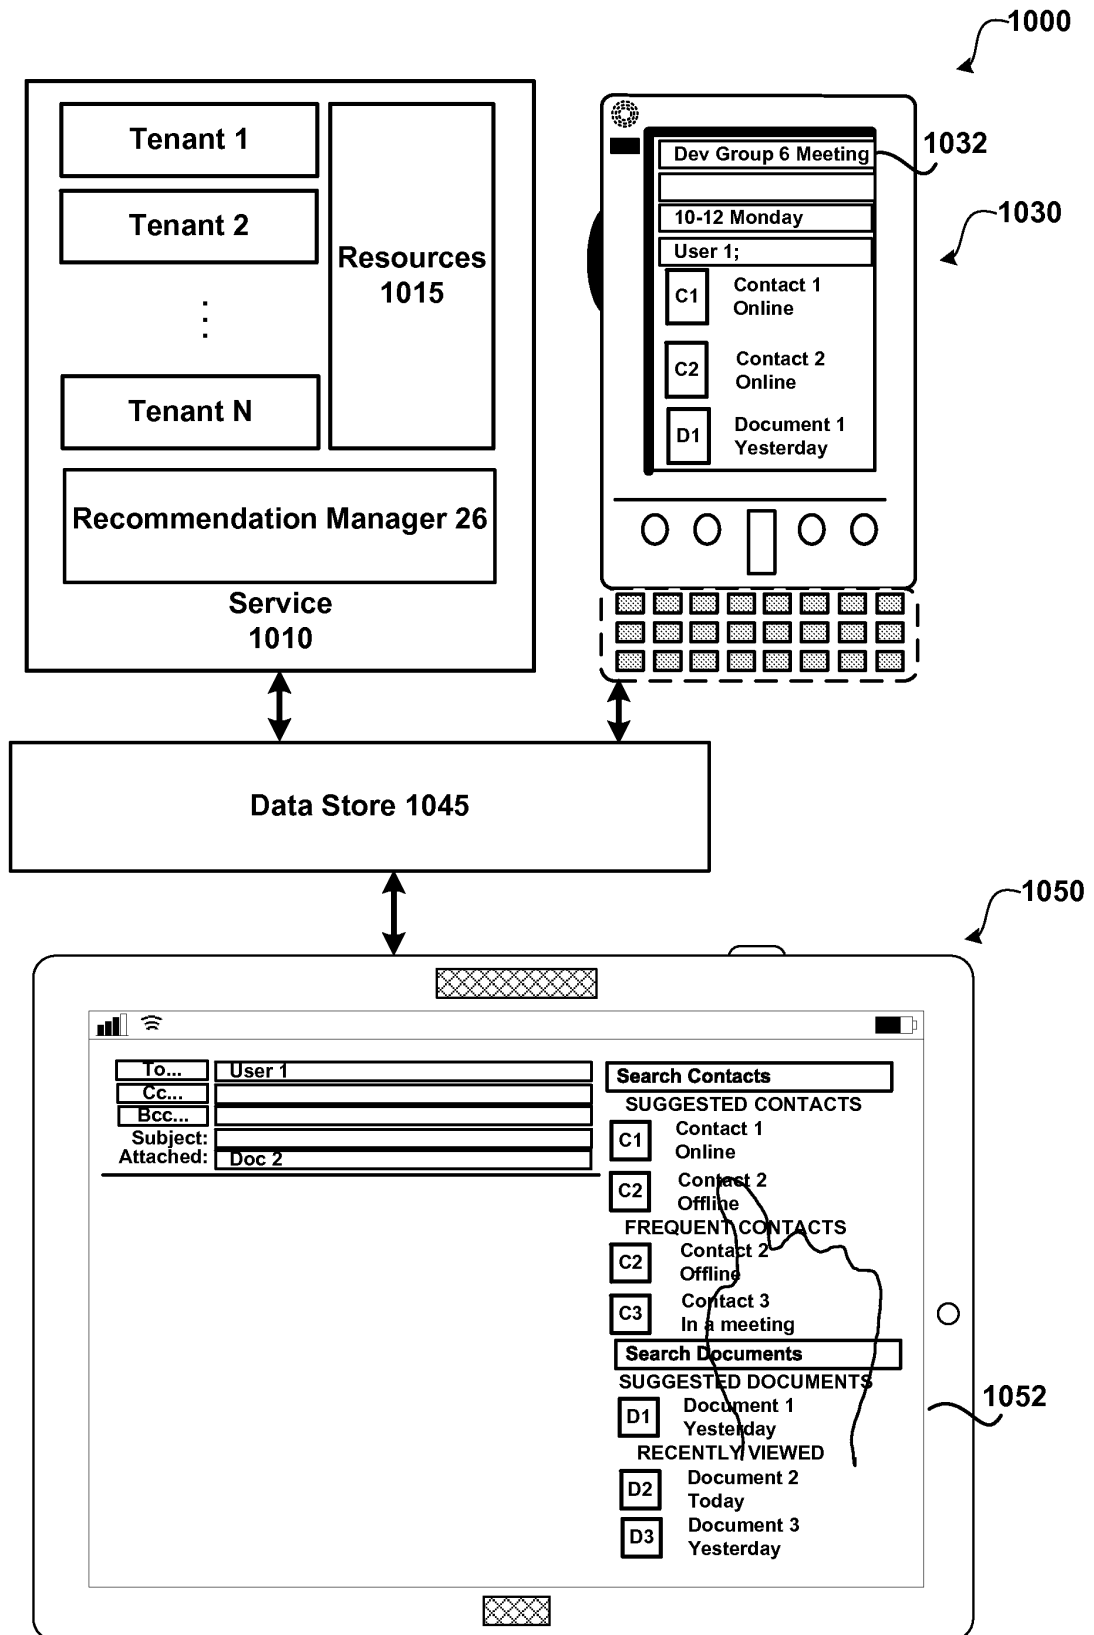 1000
Tenant 1
Tenant 2
Tenant N
Resources
1015
Recommendation Manager 26
Service
1010
Dev Group 6 Meeting
1032
10-12 Monday
1030
User 1;
C1
Contact 1
Online
C2
Contact 2
Online
D1
Document 1
Yesterday
Data Store 1045
1050
To...
User 1
Cc...
Bcc...
Subject:
Attached:
Doc 2
Search Contacts
SUGGESTED CONTACTS
C1
Contact 1
Online
C2
Contact 2
Offline
FREQUENT CONTACTS
C2
Contact 2
Offline
C3
Contact 3
In a meeting
Search Documents
SUGGESTED DOCUMENTS
1052
D1
Document 1
Yesterday
RECENTLY VIEWED
D2
Document 2
Today
D3
Document 3
Yesterday